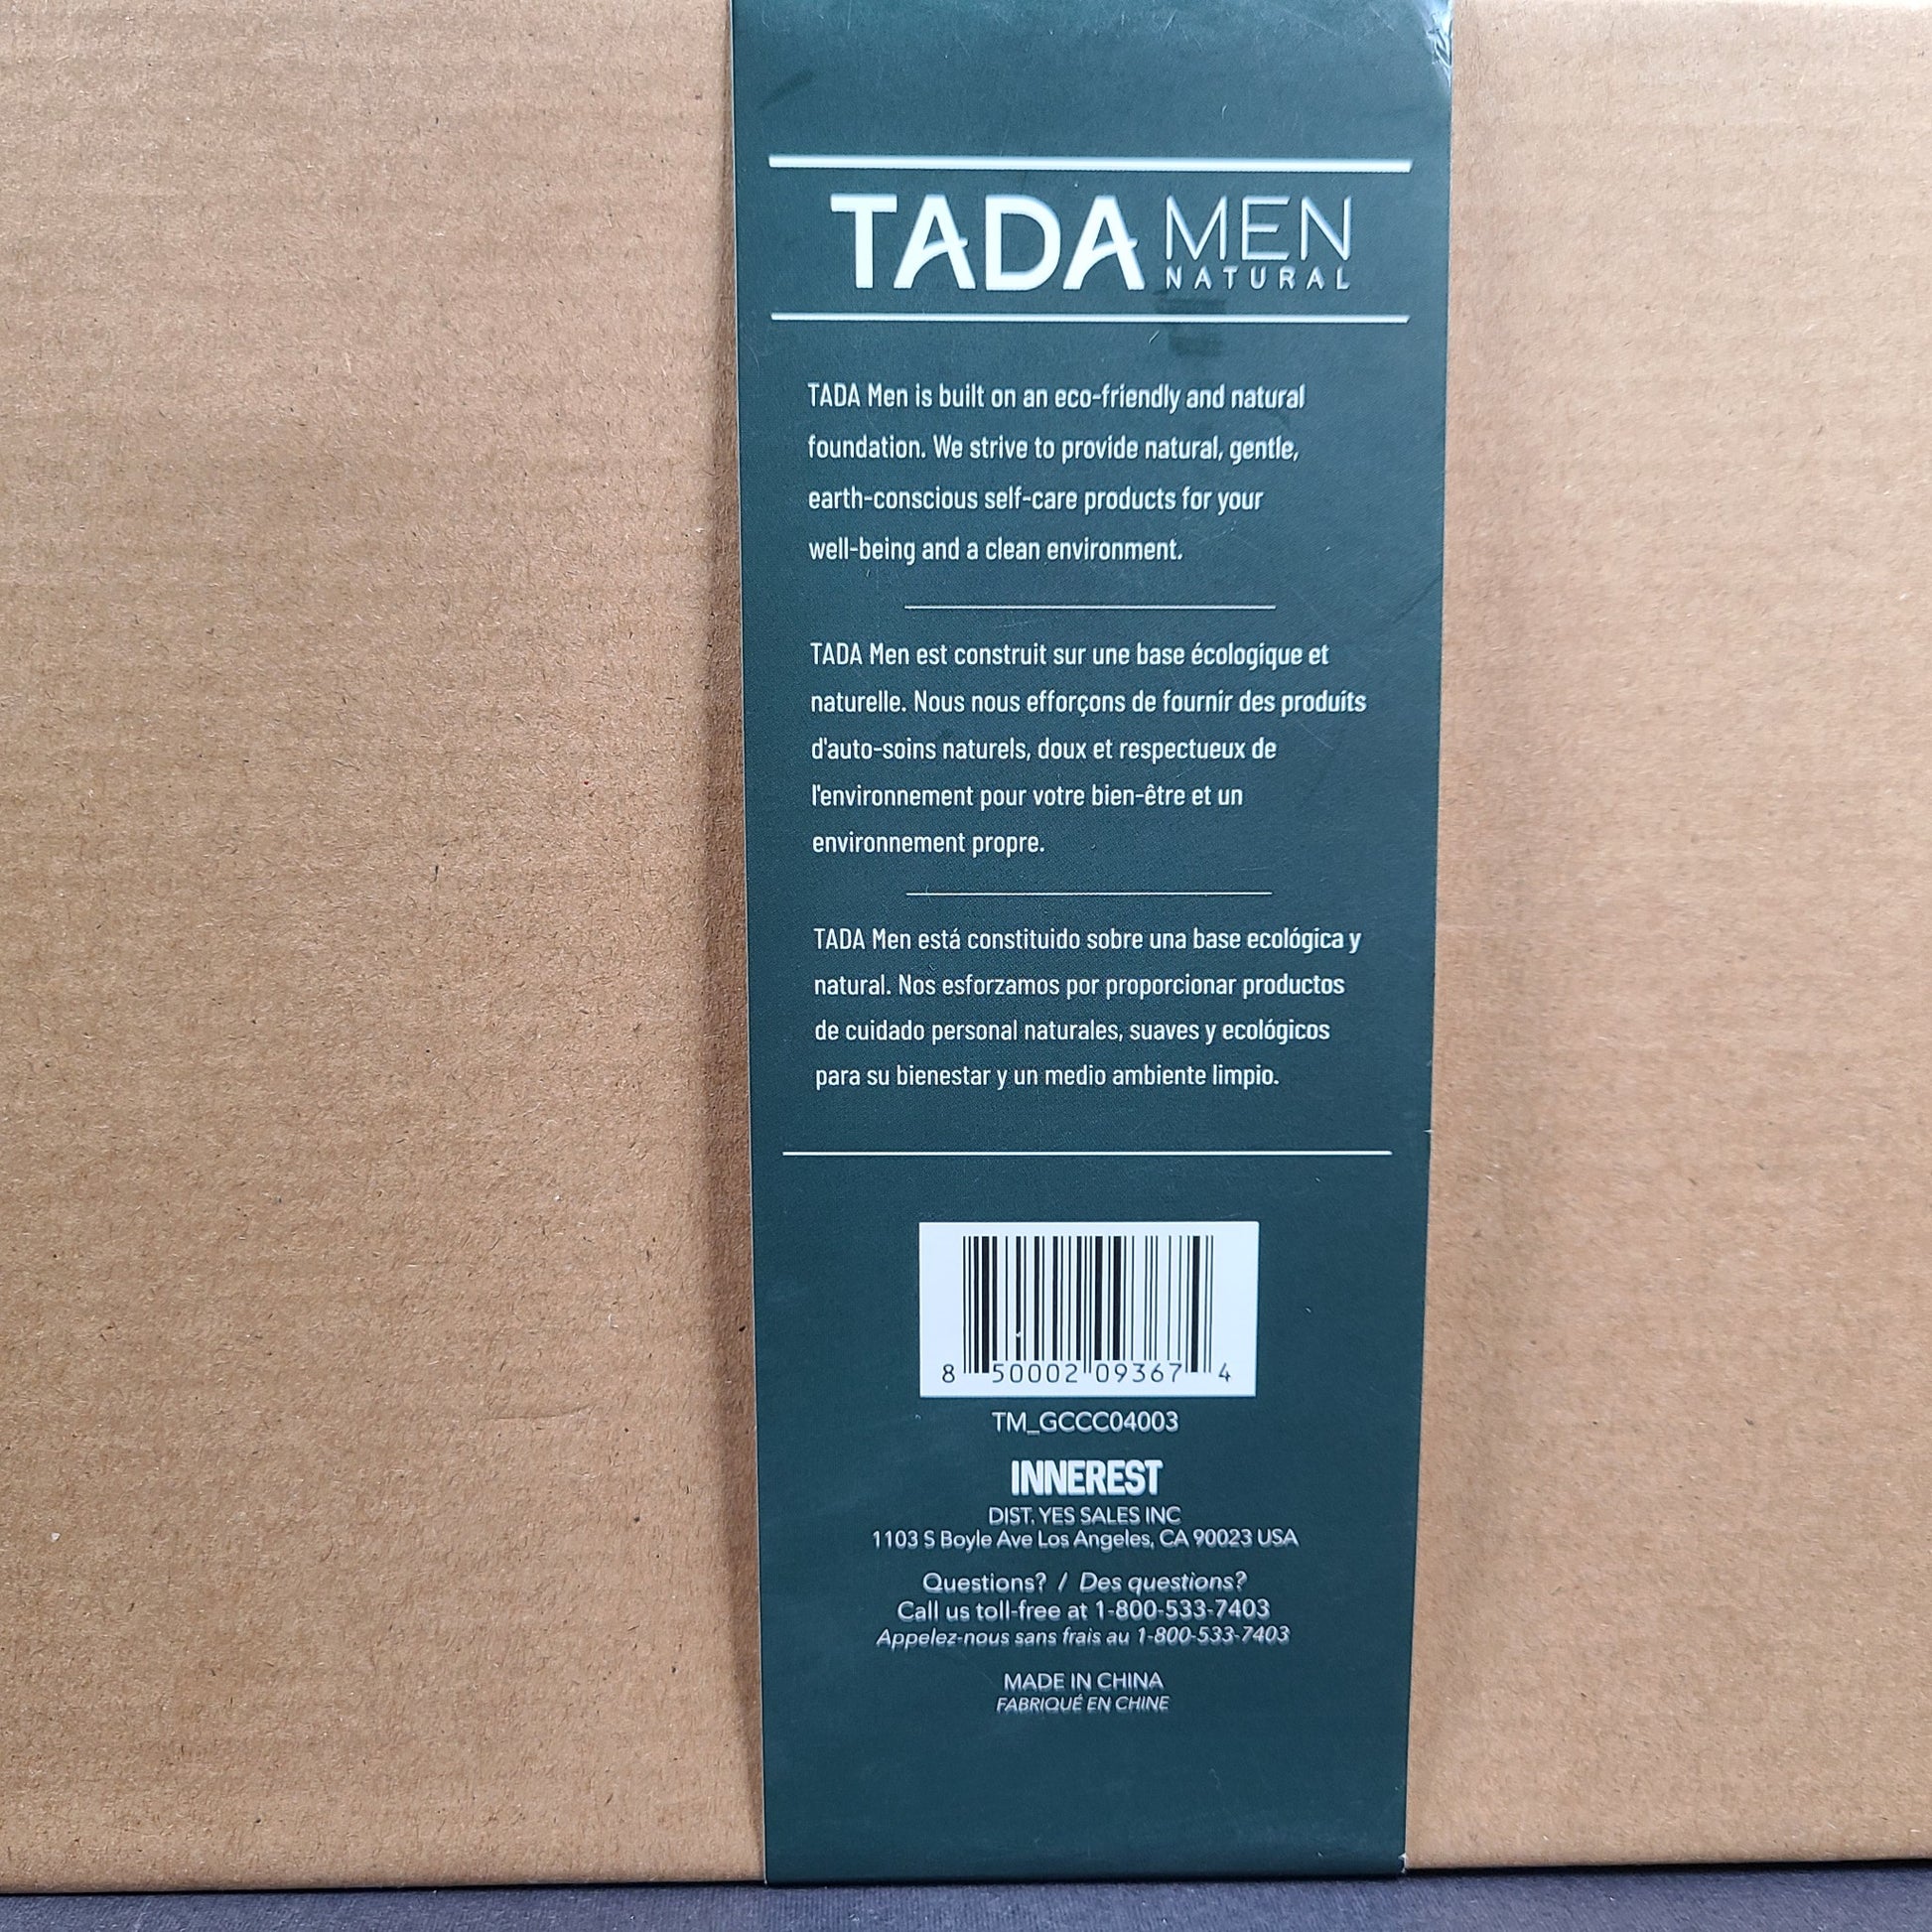 TADA MEN
NATURAL
TADA Men is built on an eco-friendly and natural
foundation. We strive to provide natural, gentle,
earth-conscious self-care products for your
well-being and a clean environment.
TADA Men est construit sur une base écologique et
naturelle. Nous nous efforçons de fournir des produits
d'auto-soins naturels, doux et respectueux de
l'environnement pour votre bien-être et un
environnement propre.
TADA Men está constituido sobre una base ecológica y
natural. Nos esforzamos por proporcionar productos
de cuidado personal naturales, suaves y ecológicos
para su bienestar y un medio ambiente limpio.
8 50002 09367 4
TM_GCCC04003
INNEREST
DIST. YES SALES INC
1103 S Boyle Ave Los Angeles, CA 90023 USA
Questions? / Des questions?
Call us toll-free at 1-800-533-7403
Appelez-nous sans frais au 1-800-533-7403
MADE IN CHINA
FABRIQUÉ EN CHINE